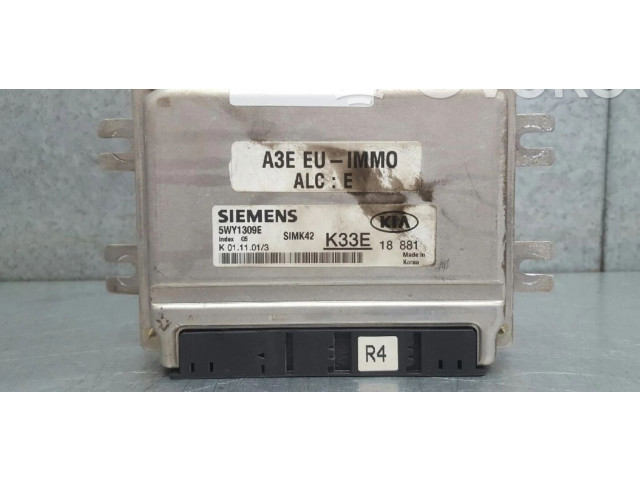 A3E EU-IMMO
ALC : E
SIEMENS
5WY1309E
Index 05
SIMK42
K33E
KIA
18 881
K 01.11.01/3
Made in
Korea
R4